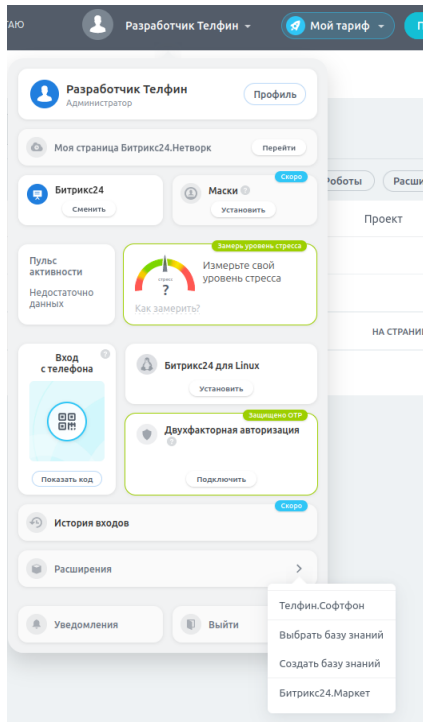 Разработчик Телфин
Мой тариф
Разработчик Телфин
Администратор
Профиль
Моя страница Битрикс24.Нетворк
Перейти
Скоро
Битрикс24
Сменить
Маски
Установить
Роботы
Проект
Пульс
активности
Недостаточно
данных
Замерь уровень стресса
стресс
?
Измерьте свой
уровень стресса
Как замерить?
НА СТРАНИ
Вход
с телефона
Показать код
Битрикс24 для Linux
Установить
Защищено OTP
Двухфакторная авторизация
Подключить
Скоро
История входов
Расширения
Уведомления
Выйти
Телфин.Софтфон
Выбрать базу знаний
Создать базу знаний
Битрикс24.Маркет